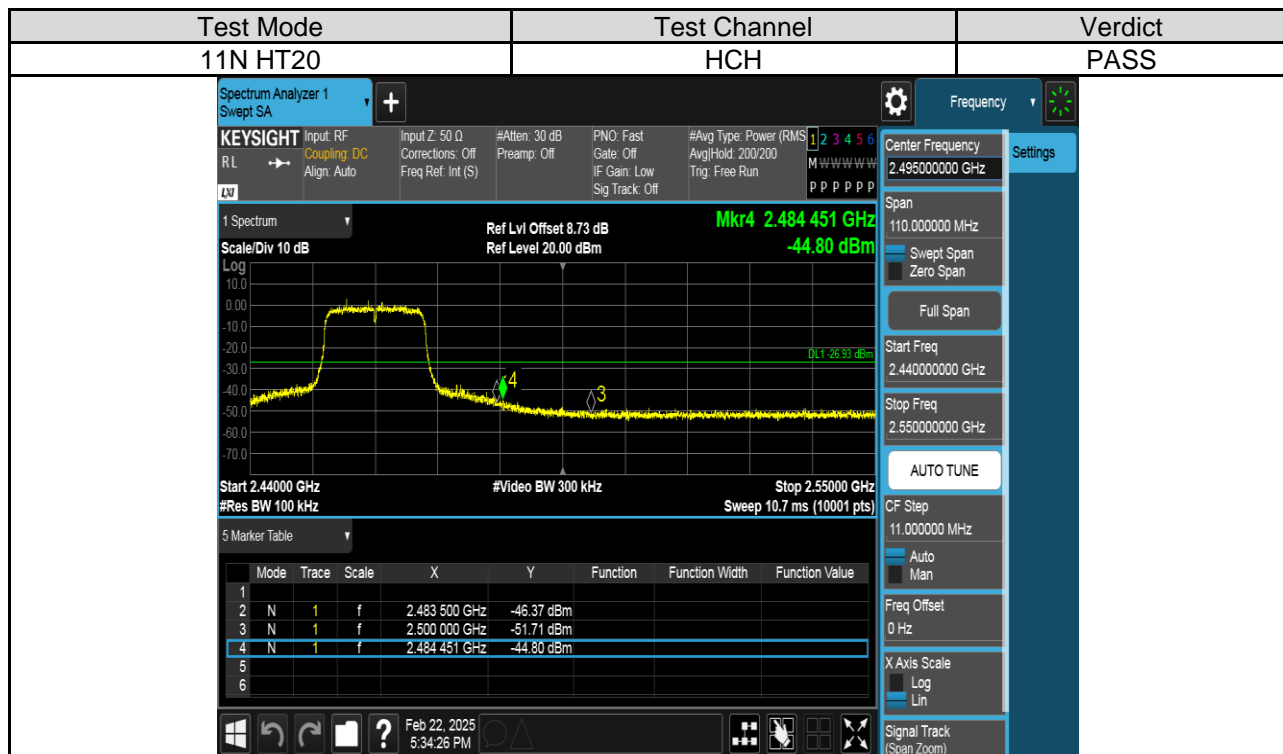 Test Mode Test Channel Verdict
11N HT20 HCH PASS
Spectrum Analyzer 1
Swept SA
+
Frequency
KEYSIGHT Input: RF Input Z: 50 Ω #Atten: 30 dB PNO: Fast #Avg Type: Power (RMS 1 2 3 4 5 6
RL Coupling: DC Corrections: Off Preamp: Off Gate: Off Avg|Hold: 200/200 M W W W W W
Align: Auto Freq Ref: Int (S) IF Gain: Low Trig: Free Run
LXI Sig Track: Off P P P P P P
1 Spectrum
Ref Lvl Offset 8.73 dB
Mkr4 2.484 451 GHz
Scale/Div 10 dB Ref Level 20.00 dBm -44.80 dBm
Log
10.0
0.00
-10.0
-20.0
DL1 -26.93 dBm
-30.0
-40.0
4
3
-50.0
-60.0
-70.0
Start 2.44000 GHz #Video BW 300 kHz Stop 2.55000 GHz
#Res BW 100 kHz Sweep 10.7 ms (10001 pts)
5 Marker Table
Mode Trace Scale X Y Function Function Width Function Value
1
2 N 1 f 2.483 500 GHz -46.37 dBm
3 N 1 f 2.500 000 GHz -51.71 dBm
4 N 1 f 2.484 451 GHz -44.80 dBm
5
6
?
Feb 22, 2025
5:34:26 PM
Center Frequency
2.495000000 GHz
Settings
Span
110.000000 MHz
Swept Span
Zero Span
Full Span
Start Freq
2.440000000 GHz
Stop Freq
2.550000000 GHz
AUTO TUNE
CF Step
11.000000 MHz
Auto
Man
Freq Offset
0 Hz
X Axis Scale
Log
Lin
Signal Track
(Span Zoom)